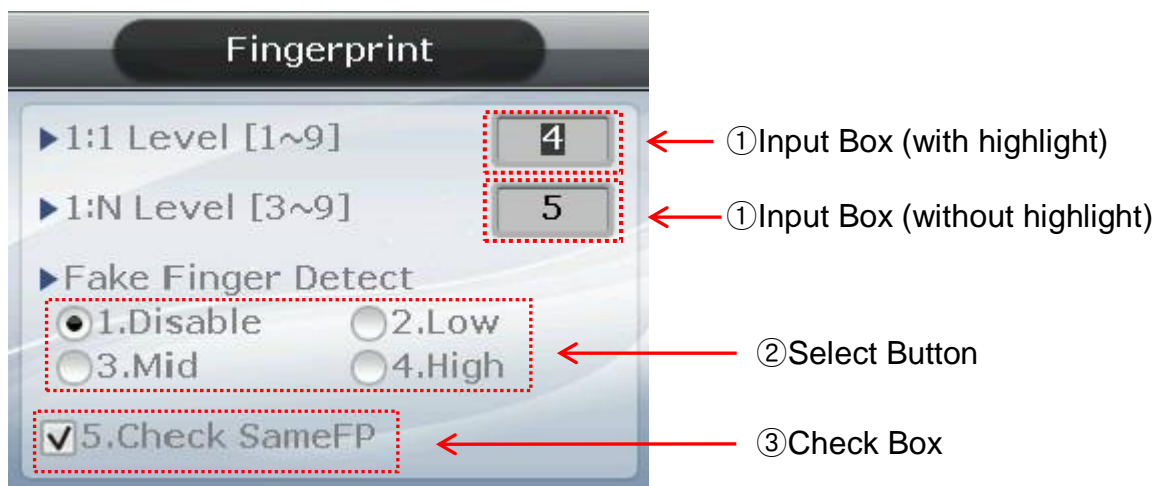 Fingerprint
▶1:1 Level [1~9] 4 ①Input Box (with highlight)
▶1:N Level [3~9] 5 ①Input Box (without highlight)
▶Fake Finger Detect
1.Disable 2.Low
3.Mid 4.High
②Select Button
5.Check SameFP ③Check Box